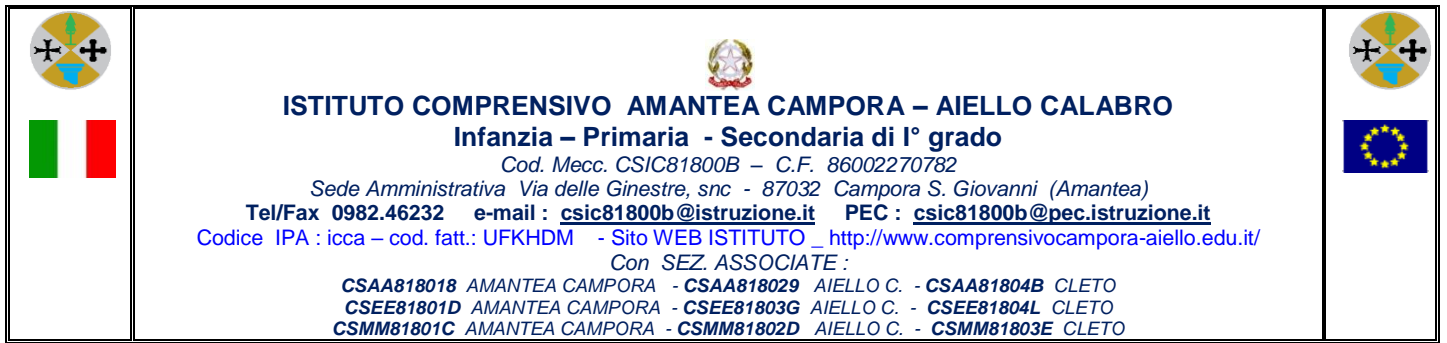 ISTITUTO COMPRENSIVO AMANTEA CAMPORA – AIELLO CALABRO
Infanzia – Primaria - Secondaria di I° grado
Cod. Mecc. CSIC81800B – C.F. 86002270782
Sede Amministrativa Via delle Ginestre, snc - 87032 Campora S. Giovanni (Amantea)
Tel/Fax 0982.46232 e-mail : csic81800b@istruzione.it PEC : csic81800b@pec.istruzione.it
Codice IPA : icca – cod. fatt.: UFKHDM - Sito WEB ISTITUTO _ http://www.comprensivocampora-aiello.edu.it/
Con SEZ. ASSOCIATE :
CSAA818018 AMANTEA CAMPORA - CSAA818029 AIELLO C. - CSAA81804B CLETO
CSEE81801D AMANTEA CAMPORA - CSEE81803G AIELLO C. - CSEE81804L CLETO
CSMM81801C AMANTEA CAMPORA - CSMM81802D AIELLO C. - CSMM81803E CLETO